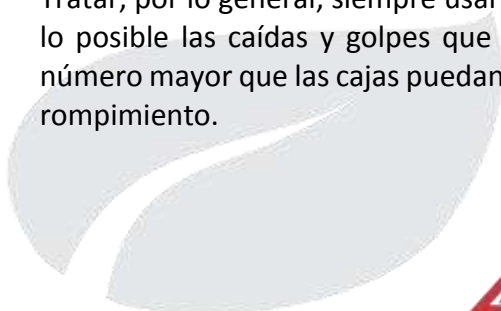 Tratar, por lo general, siempre usar
lo posible las caídas y golpes que
número mayor que las cajas puedan
rompimiento.